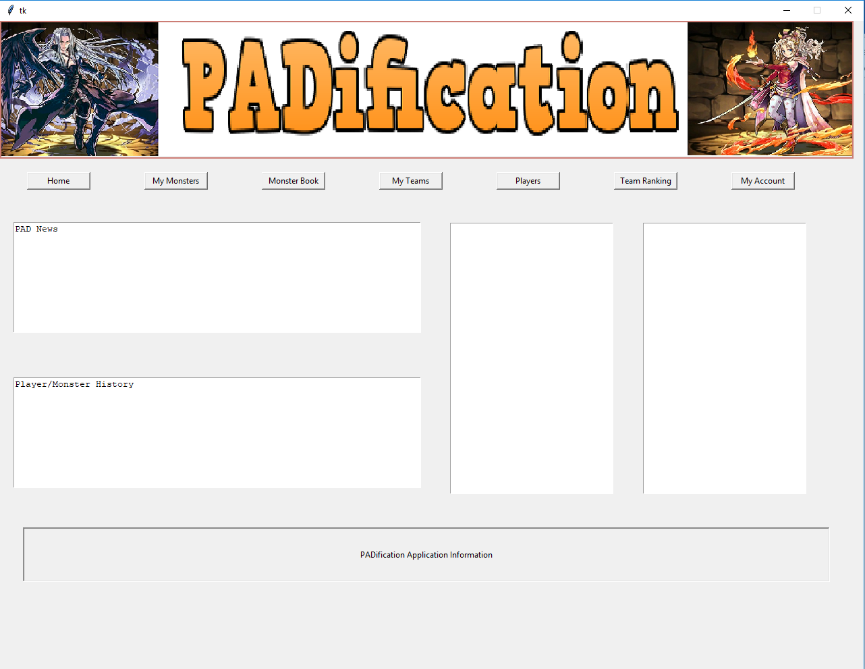 tk
PADification
Home
My Monsters
Monster Book
My Teams
Players
Team Ranking
My Account
PAD News
Player/Monster History
PADification Application Information